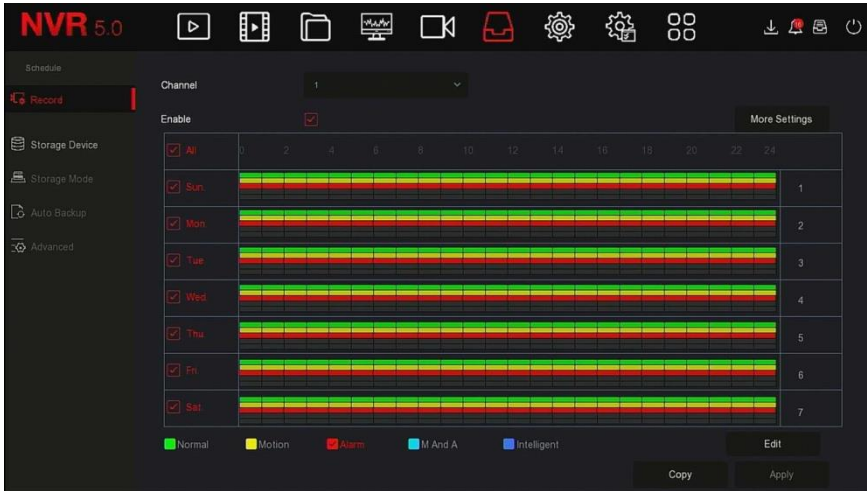 NVR 5.0
16
Schedule
Record
Storage Device
Storage Mode
Auto Backup
Advanced
Channel
1
Enable
More Settings
All 0 2 4 6 8 10 12 14 16 18 20 22 24
Sun. 1
Mon. 2
Tue 3
Wed. 4
Thu. 5
Fri. 6
Sat. 7
Normal Motion Alarm M And A Intelligent
Edit
Copy
Apply